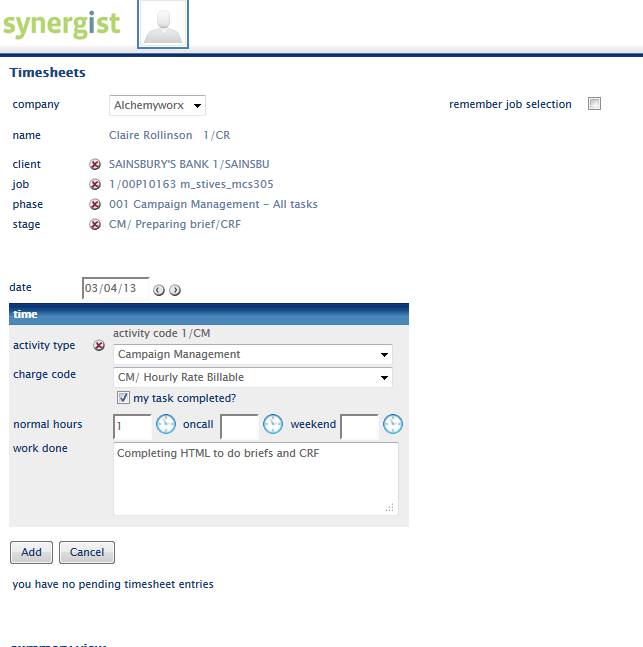 synergist
Timesheets
company Alchemyworx remember job selection
name Claire Rollinson 1/CR
client SAINSBURY'S BANK 1/SAINSBU
job 1/00P10163 m_stives_mcs305
phase 001 Campaign Management - All tasks
stage CM/ Preparing brief/CRF
date 03/04/13
time
activity code 1/CM
activity type Campaign Management
charge code CM/ Hourly Rate Billable
my task completed?
normal hours 1 oncall weekend
work done Completing HTML to do briefs and CRF
Add Cancel
you have no pending timesheet entries